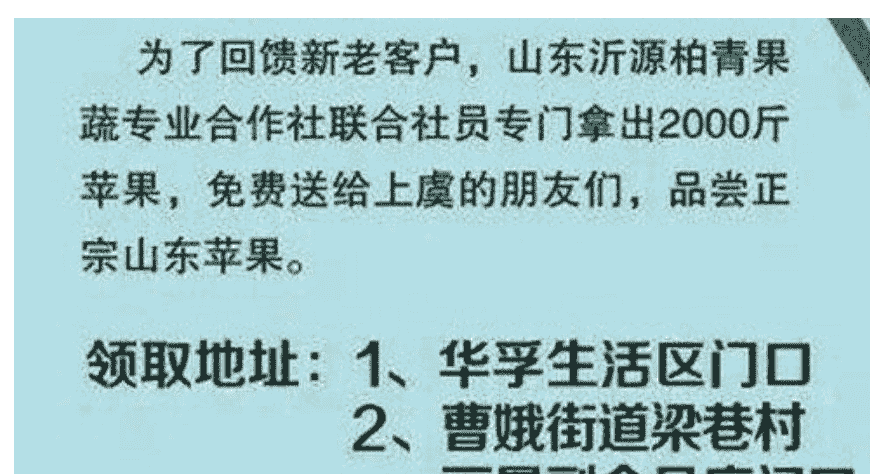 为了回馈新老客户，山东沂源柏青果
蔬专业合作社联合社员专门拿出2000斤
苹果，免费送给上虞的朋友们，品尝正
宗山东苹果。
领取地址：1、华孚生活区门口
2、曹娥街道梁巷村